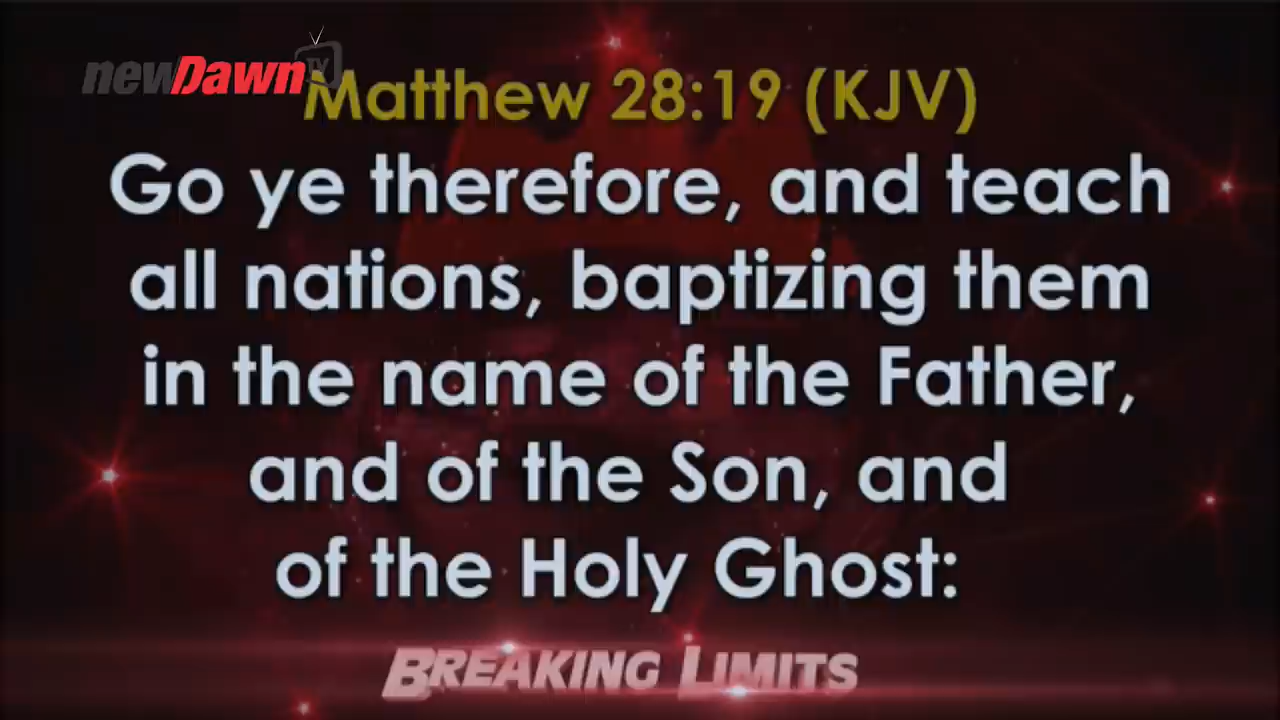 newDawn TV
Matthew 28:19 (KJV)
Go ye therefore, and teach
all nations, baptizing them
in the name of the Father,
and of the Son, and
of the Holy Ghost:
BREAKING LIMITS